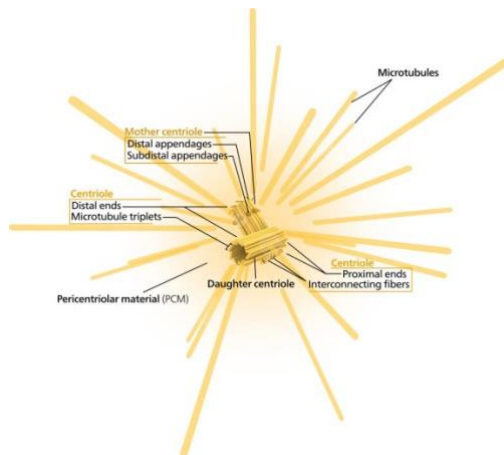 Microtubules
Mother centriole
Distal appendages
Subdistal appendages
Centriole
Distal ends
Microtubule triplets
Centriole
Proximal ends
Daughter centriole
Interconnecting fibers
Pericentriolar material (PCM)